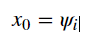 x₀ = ψᵢ|